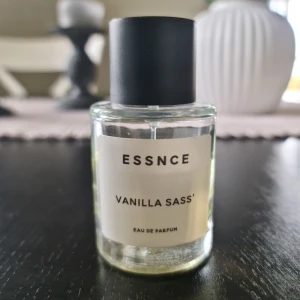 ESSNCE
VANILLA SASS'
EAU DE PARFUM